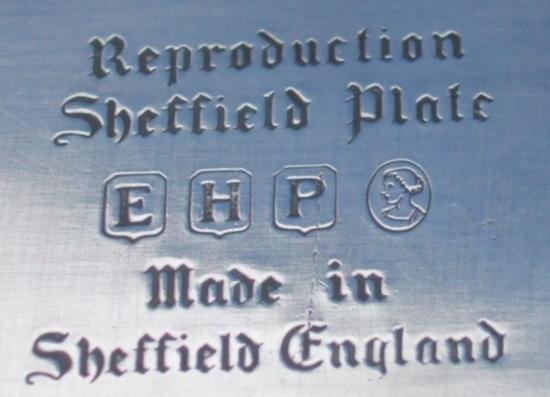 Reproduction
Sheffield Plate
E H P
Made in
Sheffield England